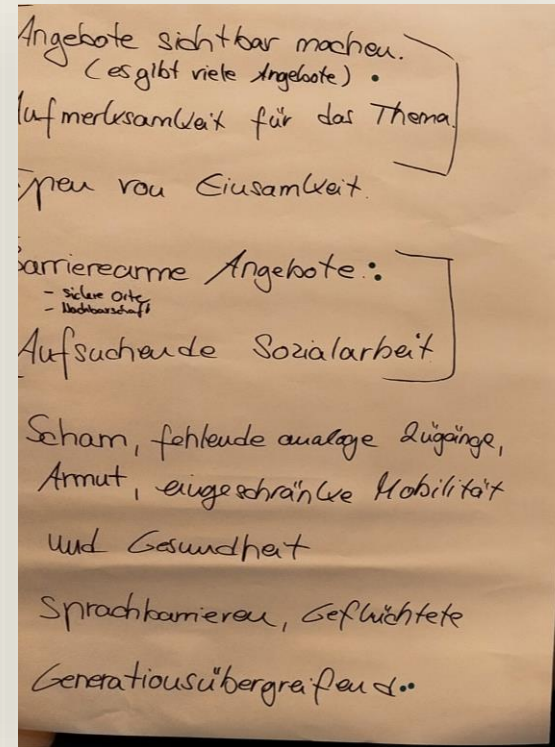 Angebote sichtbar machen.
(es gibt viele Angebote) •
Aufmerksamkeit für das Thema.
Typen von Einsamkeit.
Barrierearme Angebote:
- sichere Orte
- Nachbarschaft
Aufsuchende Sozialarbeit
Scham, fehlende analoge Zugänge,
Armut, eingeschränkte Mobilität
und Gesundheit
Sprachbarrieren, Geflüchtete
Generationsübergreifend ••